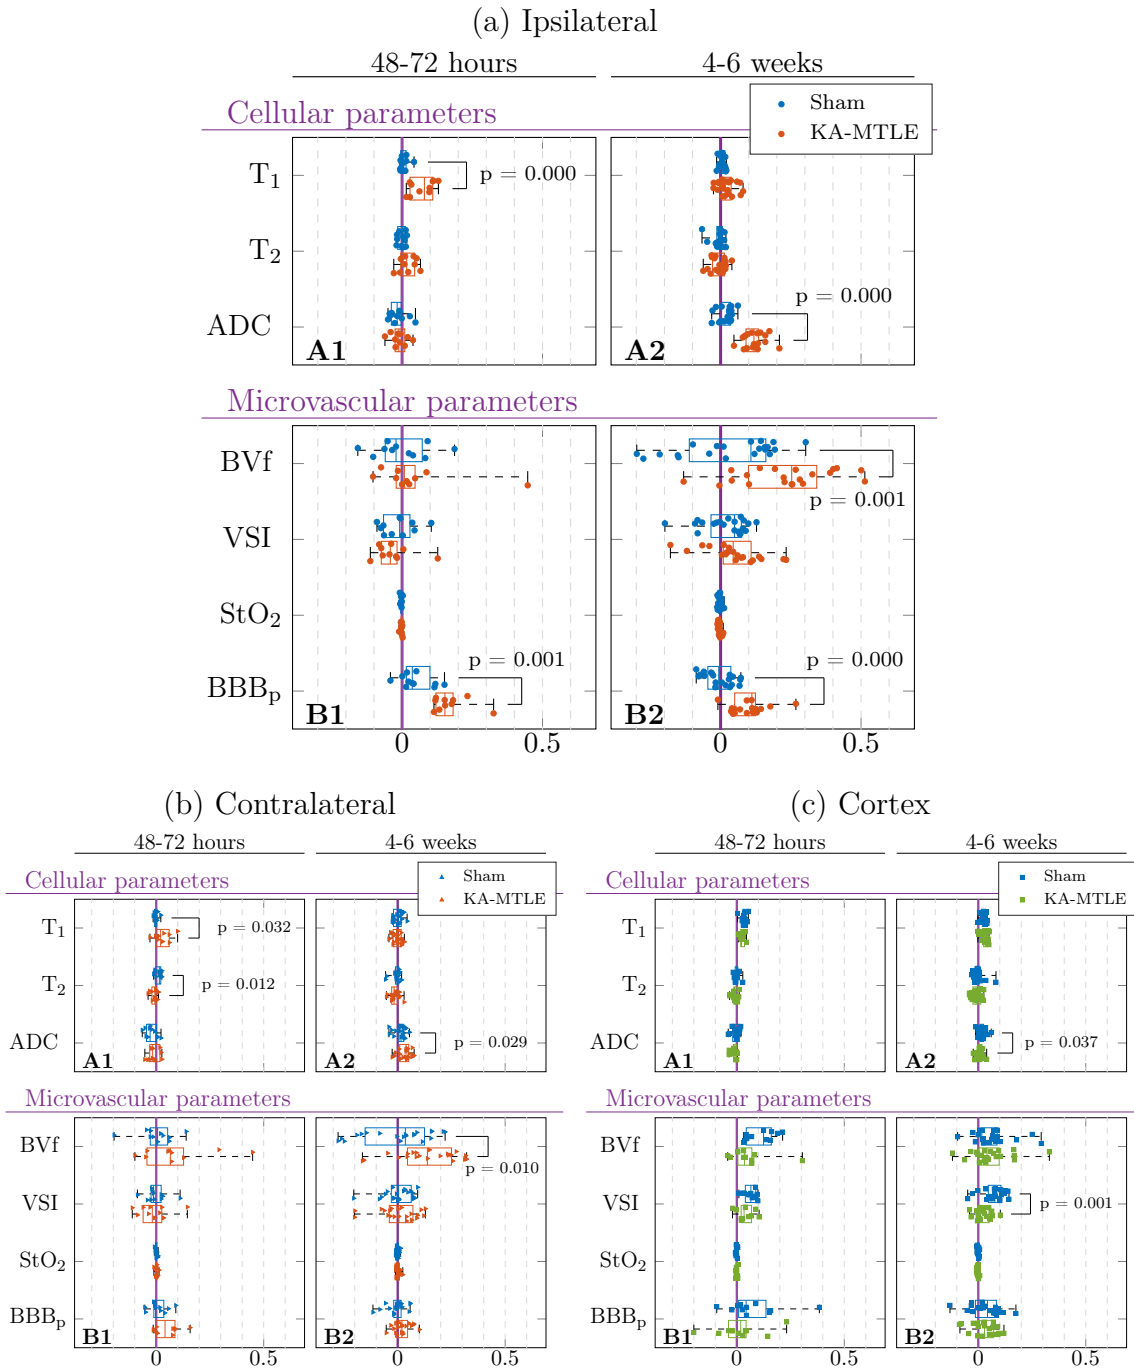 (a) Ipsilateral
48-72 hours 4-6 weeks
Cellular parameters
Sham
KA-MTLE
T1
p = 0.000
T2
ADC
p = 0.000
A1 A2
Microvascular parameters
BVf
p = 0.001
VSI
StO2
BBBp
p = 0.001 p = 0.000
B1 B2
0 0.5 0 0.5
(b) Contralateral
48-72 hours 4-6 weeks
Cellular parameters
Sham
KA-MTLE
T1
p = 0.032
T2
p = 0.012
ADC
p = 0.029
A1 A2
Microvascular parameters
BVf
p = 0.010
VSI
StO2
BBBp
B1 B2
0 0.5 0 0.5
(c) Cortex
48-72 hours 4-6 weeks
Cellular parameters
Sham
KA-MTLE
T1
T2
ADC
p = 0.037
A1 A2
Microvascular parameters
BVf
VSI
p = 0.001
StO2
BBBp
B1 B2
0 0.5 0 0.5